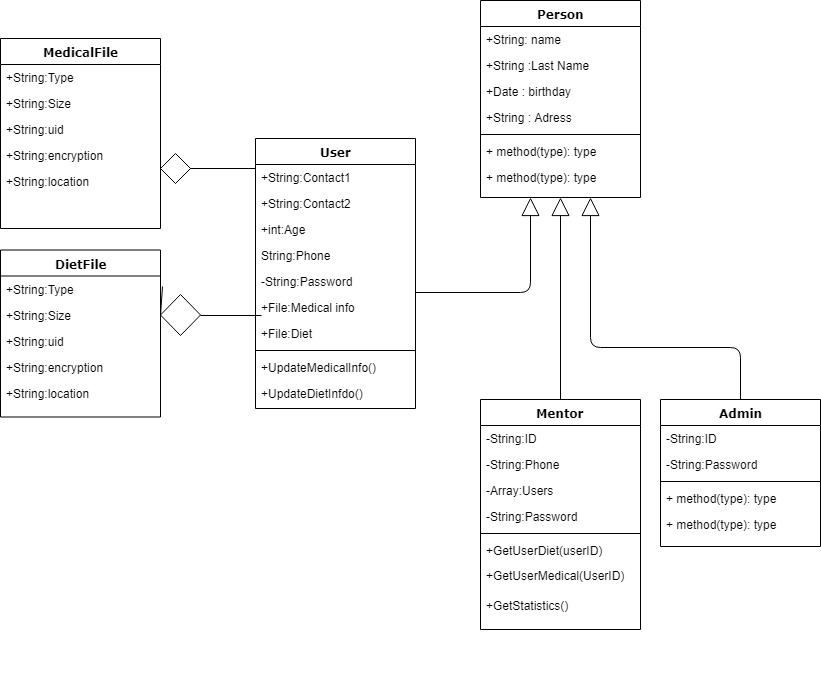 MedicalFile
+String:Type
+String:Size
+String:uid
+String:encryption
+String:location
DietFile
+String:Type
+String:Size
+String:uid
+String:encryption
+String:location
User
+String:Contact1
+String:Contact2
+int:Age
String:Phone
-String:Password
+File:Medical info
+File:Diet
+UpdateMedicalInfo()
+UpdateDietInfdo()
Person
+String: name
+String :Last Name
+Date : birthday
+String : Adress
+ method(type): type
+ method(type): type
Mentor
-String:ID
-String:Phone
-Array:Users
-String:Password
+GetUserDiet(userID)
+GetUserMedical(UserID)
+GetStatistics()
Admin
-String:ID
-String:Password
+ method(type): type
+ method(type): type